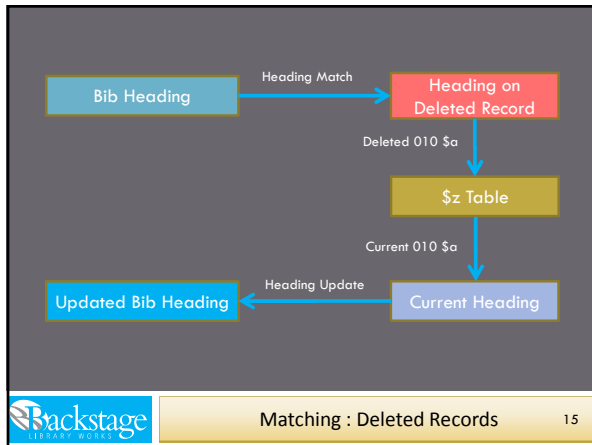 Heading Match
Bib Heading
Heading on
Deleted Record
Deleted 010 $a
$z Table
Current 010 $a
Heading Update
Updated Bib Heading
Current Heading
Backstage
LIBRARY WORKS
Matching : Deleted Records
15